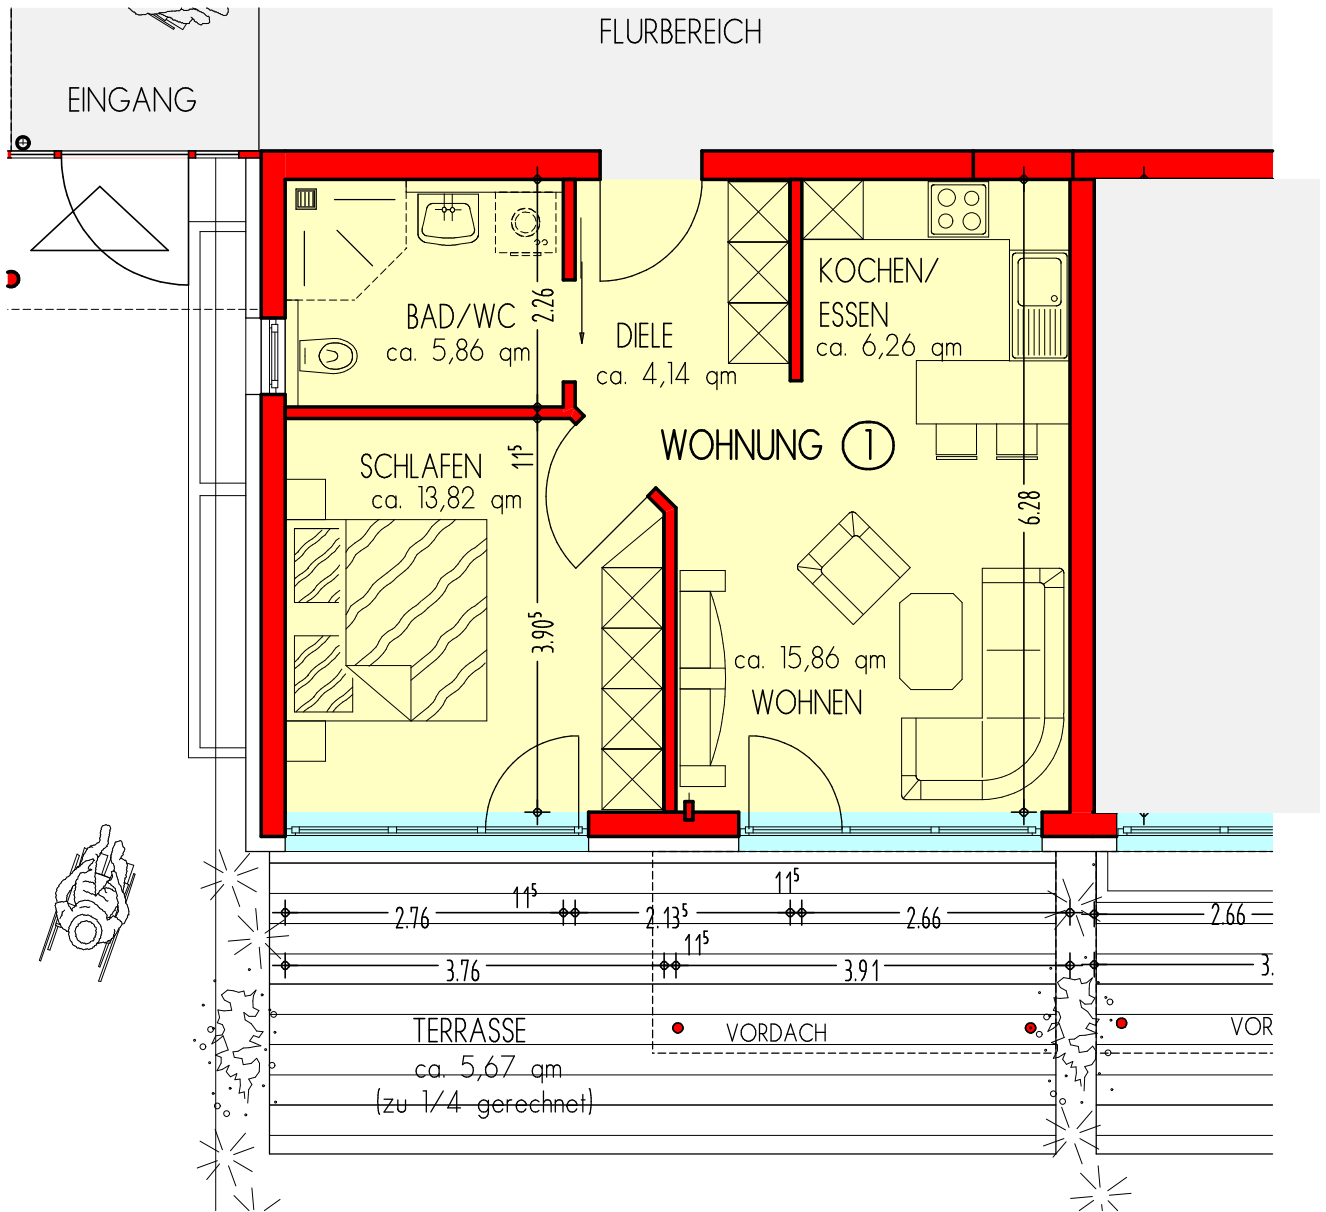 FLURBEREICH
EINGANG
BAD/WC
ca. 5,86 qm
2.26
DIELE
ca. 4,14 qm
KOCHEN/
ESSEN
ca. 6,26 qm
WOHNUNG 1
SCHLAFEN
ca. 13,82 qm
11⁵
6.28
3.90⁵
ca. 15,86 qm
WOHNEN
11⁵
11⁵
2.76
2.13⁵
2.66
2.66
11⁵
3.76
3.91
3.
TERRASSE
ca. 5,67 qm
(zu 1/4 gerechnet)
VORDACH
VOR